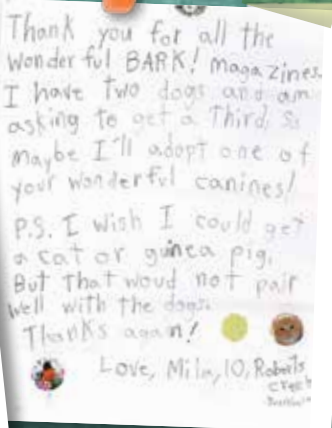 Thank you for all the
wonderful BARK! magazines.
I have two dogs and am
asking to get a third, so
maybe I'll adopt one of
your wonderful canines!
P.S. I wish I could get
a cat or guinea pig,
But that woud not pair
well with the dogs.
Thanks again!
Love, Mila, 10, Roberts
creek